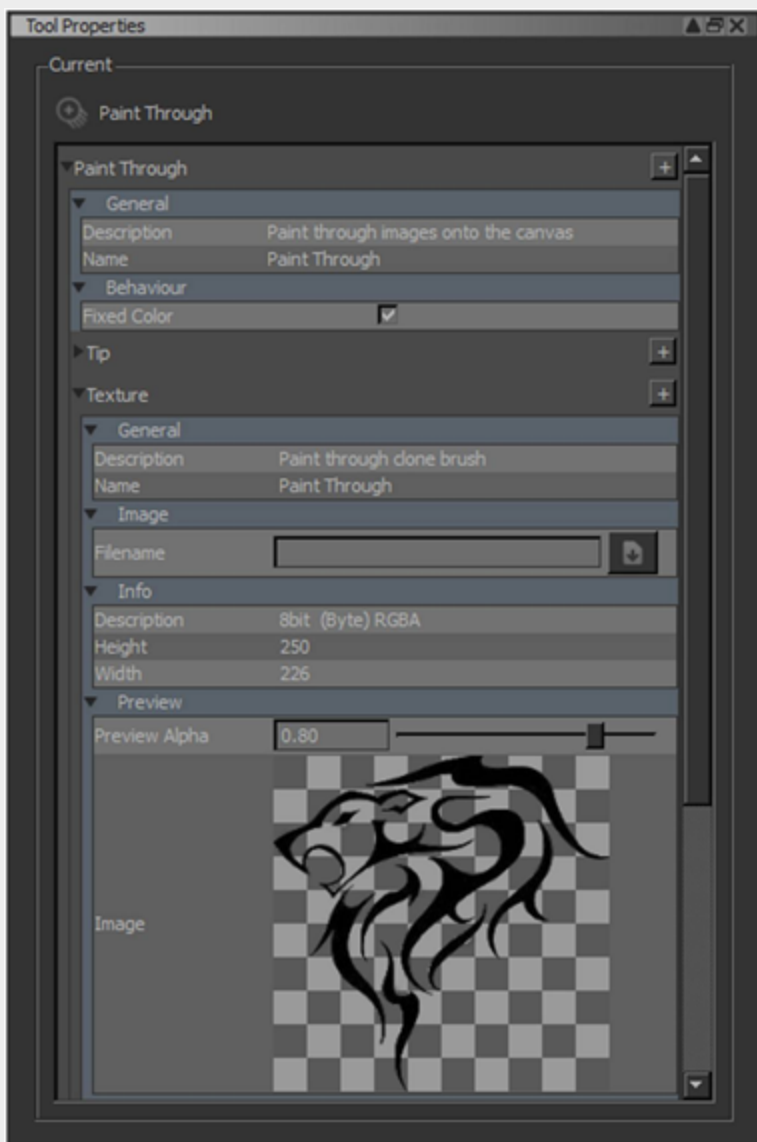 Tool Properties
Current
Paint Through
Paint Through
General
Description Paint through images onto the canvas
Name Paint Through
Behaviour
Fixed Color
Tip
Texture
General
Description Paint through clone brush
Name Paint Through
Image
Filename
Info
Description 8bit (Byte) RGBA
Height 250
Width 226
Preview
Preview Alpha 0.80
Image